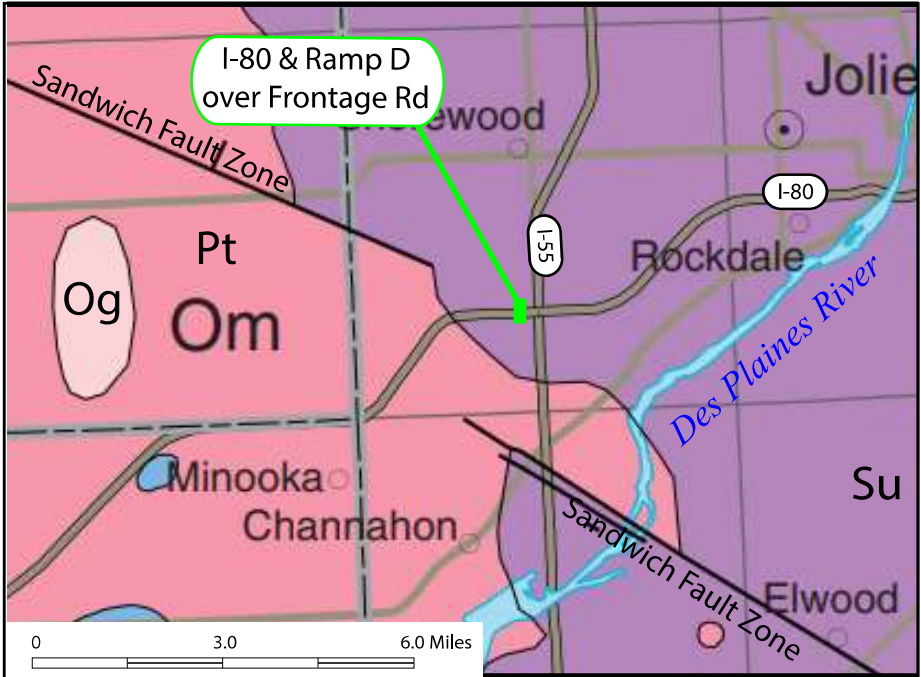 I-80 & Ramp D
over Frontage Rd
Jolie
Sandwich Fault Zone
I-80
Pt
I-55
Rockdale
Og
Om
Des Plaines River
Minooka
Su
Channahon
Sandwich Fault Zone
Elwood
0 3.0 6.0 Miles